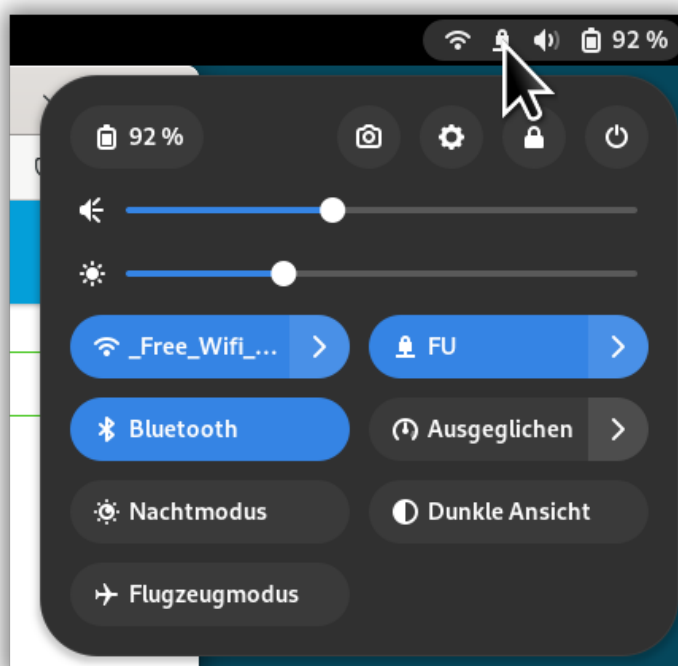 92 %
92 %
_Free_Wifi_...
FU
Bluetooth
Ausgeglichen
Nachtmodus
Dunkle Ansicht
Flugzeugmodus